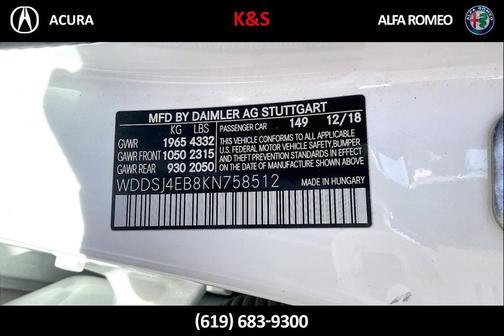 ACURA K&S ALFA ROMEO
MFD BY DAIMLER AG STUTTGART
KG LBS PASSENGER CAR 149 12/18
GVWR 1965 4332
GAWR FRONT 1050 2315
GAWR REAR 930 2050
THIS VEHICLE CONFORMS TO ALL APPLICABLE
U.S. FEDERAL MOTOR VEHICLE SAFETY, BUMPER
AND THEFT PREVENTION STANDARDS IN EFFECT
ON THE DATE OF MANUFACTURE SHOWN ABOVE.
WDDSJ4EB8KN758512 MADE IN HUNGARY
(619) 683-9300